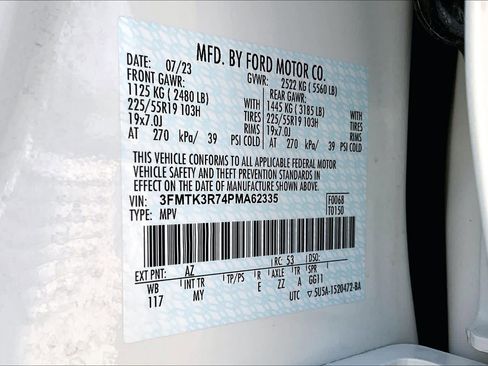 MFD. BY FORD MOTOR CO.
DATE: 07/23 GVWR: 2522 KG ( 5560 LB)
FRONT GAWR: REAR GAWR:
1125 KG ( 2480 LB) WITH 1445 KG ( 3185 LB) WITH
225/55R19 103H TIRES 225/55R19 103H TIRES
19x7.0J RIMS 19x7.0J RIMS
AT 270 kPa/ 39 PSI COLD AT 270 kPa/ 39 PSI COLD
THIS VEHICLE CONFORMS TO ALL APPLICABLE FEDERAL MOTOR
VEHICLE SAFETY AND THEFT PREVENTION STANDARDS IN
EFFECT ON THE DATE OF MANUFACTURE SHOWN ABOVE.
VIN: 3FMTK3R74PMA62335 F0068
TYPE: MPV T0150
EXT PNT: AZ RC: 53 DSO:
WB INT TR TP/PS R AXLE TR SPR
117 MY E ZZ A GG11
UTC ▽5U5A-1520472-BA